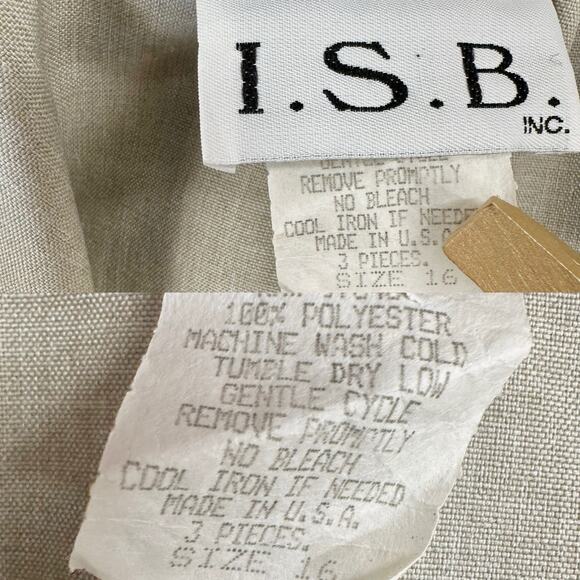 I.S.B.
INC.
GENTLE CYCLE
REMOVE PROMPTLY
NO BLEACH
COOL IRON IF NEEDED
MADE IN U.S.A.
3 PIECES.
SIZE 16
100% POLYESTER
MACHINE WASH COLD
TUMBLE DRY LOW
GENTLE CYCLE
REMOVE PROMPTLY
NO BLEACH
COOL IRON IF NEEDED
MADE IN U.S.A.
3 PIECES.
SIZE 16